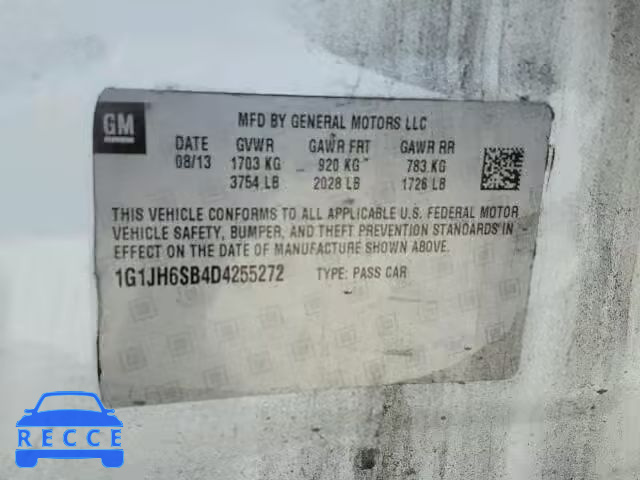 GM
MFD BY GENERAL MOTORS LLC
DATE GVWR GAWR FRT GAWR RR
08/13 1703 KG 920 KG 783 KG
3754 LB 2028 LB 1726 LB
THIS VEHICLE CONFORMS TO ALL APPLICABLE U.S. FEDERAL MOTOR
VEHICLE SAFETY, BUMPER, AND THEFT PREVENTION STANDARDS IN
EFFECT ON THE DATE OF MANUFACTURE SHOWN ABOVE.
1G1JH6SB4D4255272 TYPE: PASS CAR
RECCE